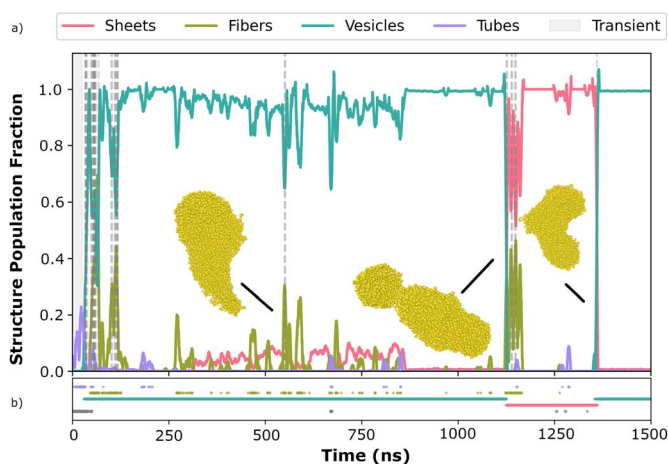 a)
Sheets Fibers Vesicles Tubes Transient
Structure Population Fraction
1.0
0.8
0.6
0.4
0.2
0.0
b)
0 250 500 750 1000 1250 1500
Time (ns)